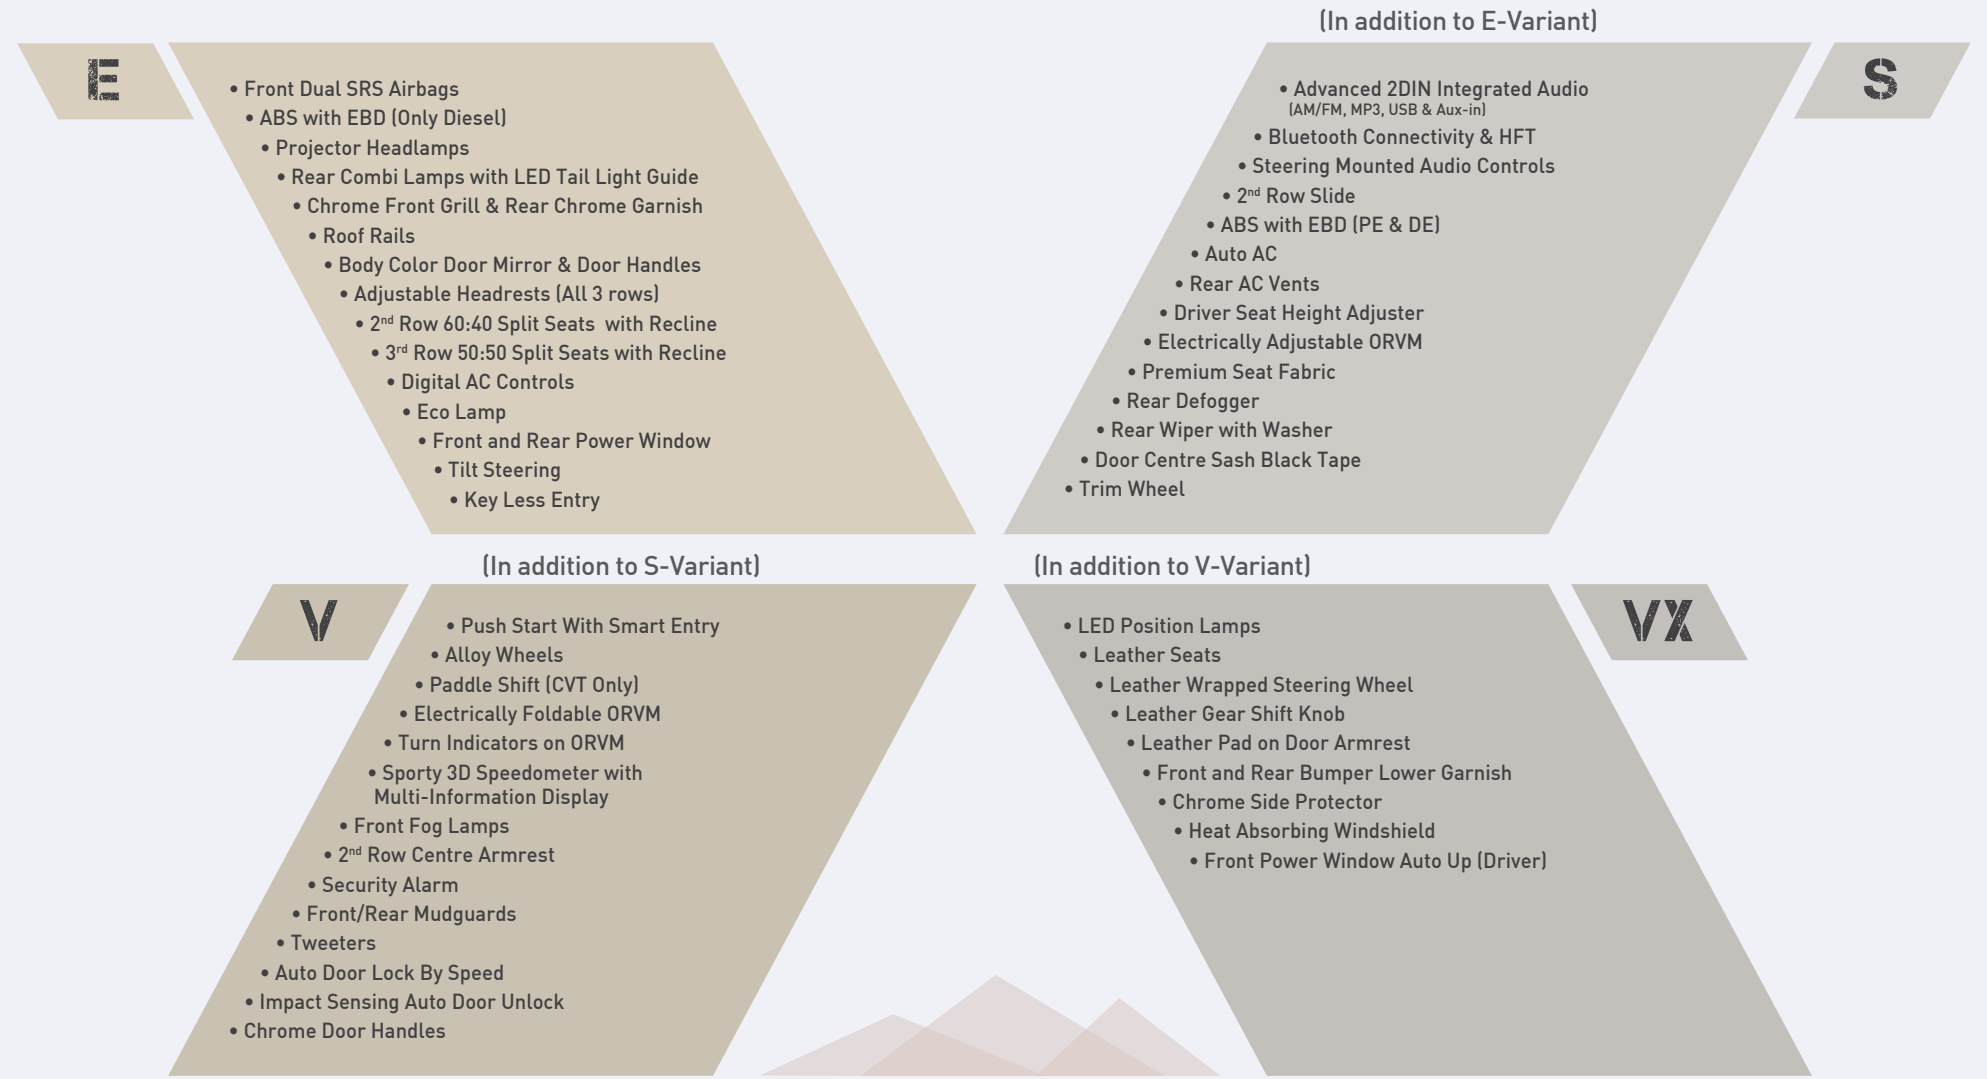 E
• Front Dual SRS Airbags
• ABS with EBD (Only Diesel)
• Projector Headlamps
• Rear Combi Lamps with LED Tail Light Guide
• Chrome Front Grill & Rear Chrome Garnish
• Roof Rails
• Body Color Door Mirror & Door Handles
• Adjustable Headrests (All 3 rows)
• 2nd Row 60:40 Split Seats with Recline
• 3rd Row 50:50 Split Seats with Recline
• Digital AC Controls
• Eco Lamp
• Front and Rear Power Window
• Tilt Steering
• Key Less Entry
(In addition to E-Variant)
S
• Advanced 2DIN Integrated Audio
(AM/FM, MP3, USB & Aux-in)
• Bluetooth Connectivity & HFT
• Steering Mounted Audio Controls
• 2nd Row Slide
• ABS with EBD (PE & DE)
• Auto AC
• Rear AC Vents
• Driver Seat Height Adjuster
• Electrically Adjustable ORVM
• Premium Seat Fabric
• Rear Defogger
• Rear Wiper with Washer
• Door Centre Sash Black Tape
• Trim Wheel
(In addition to S-Variant)
V
• Push Start With Smart Entry
• Alloy Wheels
• Paddle Shift (CVT Only)
• Electrically Foldable ORVM
• Turn Indicators on ORVM
• Sporty 3D Speedometer with
Multi-Information Display
• Front Fog Lamps
• 2nd Row Centre Armrest
• Security Alarm
• Front/Rear Mudguards
• Tweeters
• Auto Door Lock By Speed
• Impact Sensing Auto Door Unlock
• Chrome Door Handles
(In addition to V-Variant)
VX
• LED Position Lamps
• Leather Seats
• Leather Wrapped Steering Wheel
• Leather Gear Shift Knob
• Leather Pad on Door Armrest
• Front and Rear Bumper Lower Garnish
• Chrome Side Protector
• Heat Absorbing Windshield
• Front Power Window Auto Up (Driver)